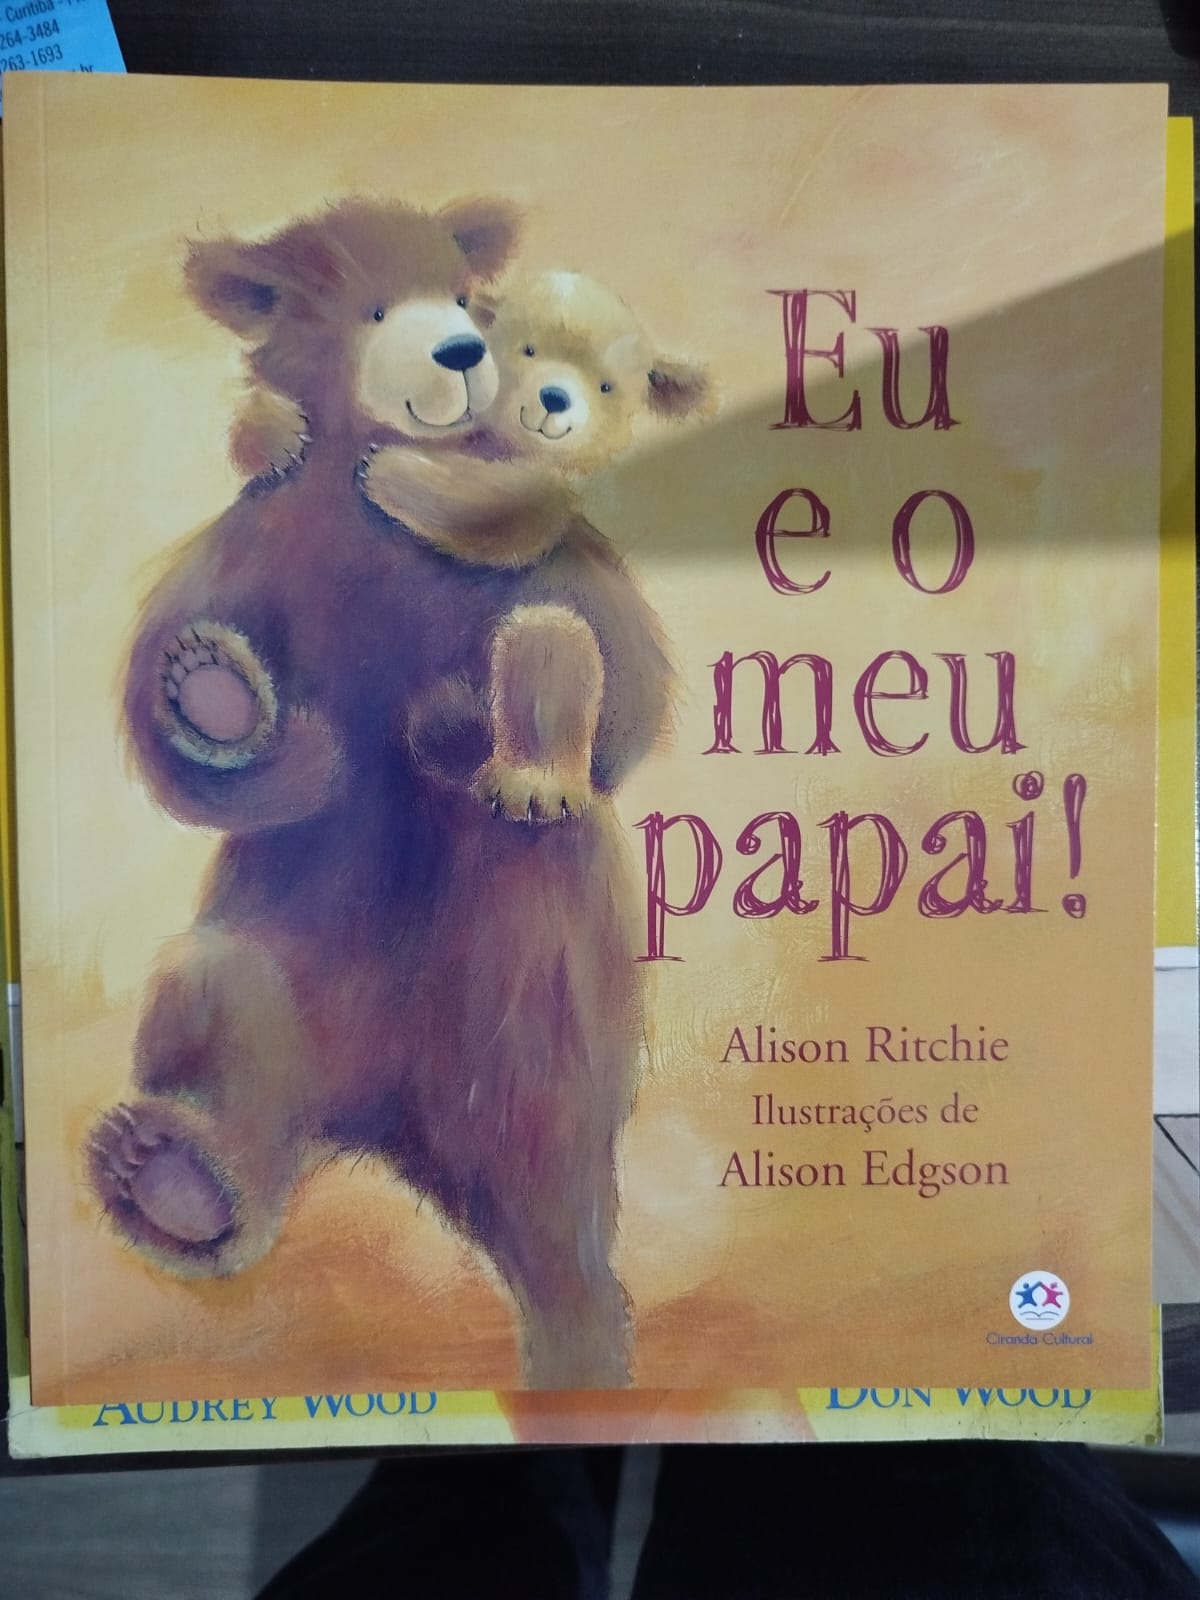 Curitiba -
264-3484
263-1693
Eu
e o
meu
papai!
Alison Ritchie
Ilustrações de
Alison Edgson
Ciranda Cultural
AUDREY WOOD
DON WOOD